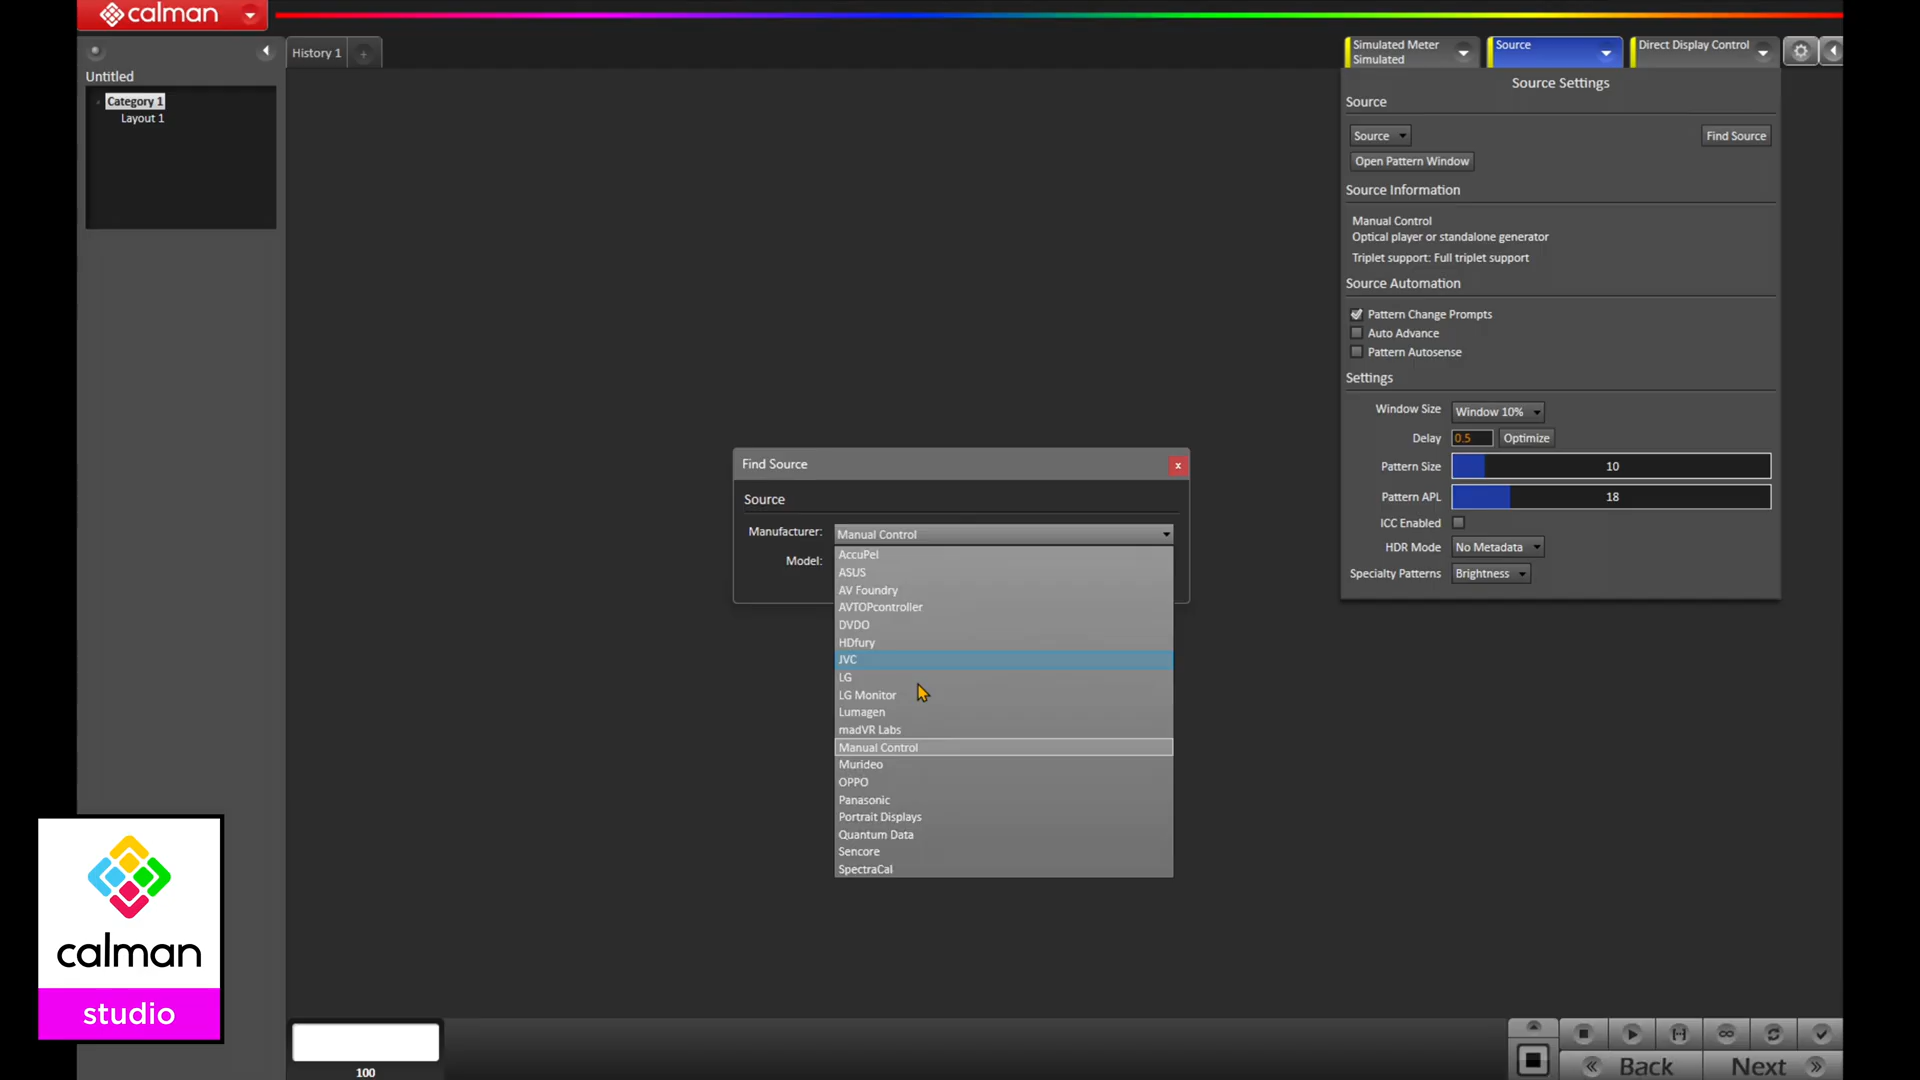 calman
History 1
+
Simulated Meter
Simulated
Source
Direct Display Control
Untitled
Category 1
Layout 1
Source Settings
Source
Source
Find Source
Open Pattern Window
Source Information
Manual Control
Optical player or standalone generator
Triplet support: Full triplet support
Source Automation
Pattern Change Prompts
Auto Advance
Pattern Autosense
Settings
Window Size
Window 10%
Delay
0.5
Optimize
Pattern Size
10
Pattern APL
18
ICC Enabled
HDR Mode
No Metadata
Specialty Patterns
Brightness
Find Source
x
Source
Manufacturer:
Manual Control
Model:
AccuPel
ASUS
AV Foundry
AVTOPcontroller
DVDO
HDfury
JVC
LG
LG Monitor
Lumagen
madVR Labs
Manual Control
Murideo
OPPO
Panasonic
Portrait Displays
Quantum Data
Sencore
SpectraCal
calman
studio
100
Back
Next